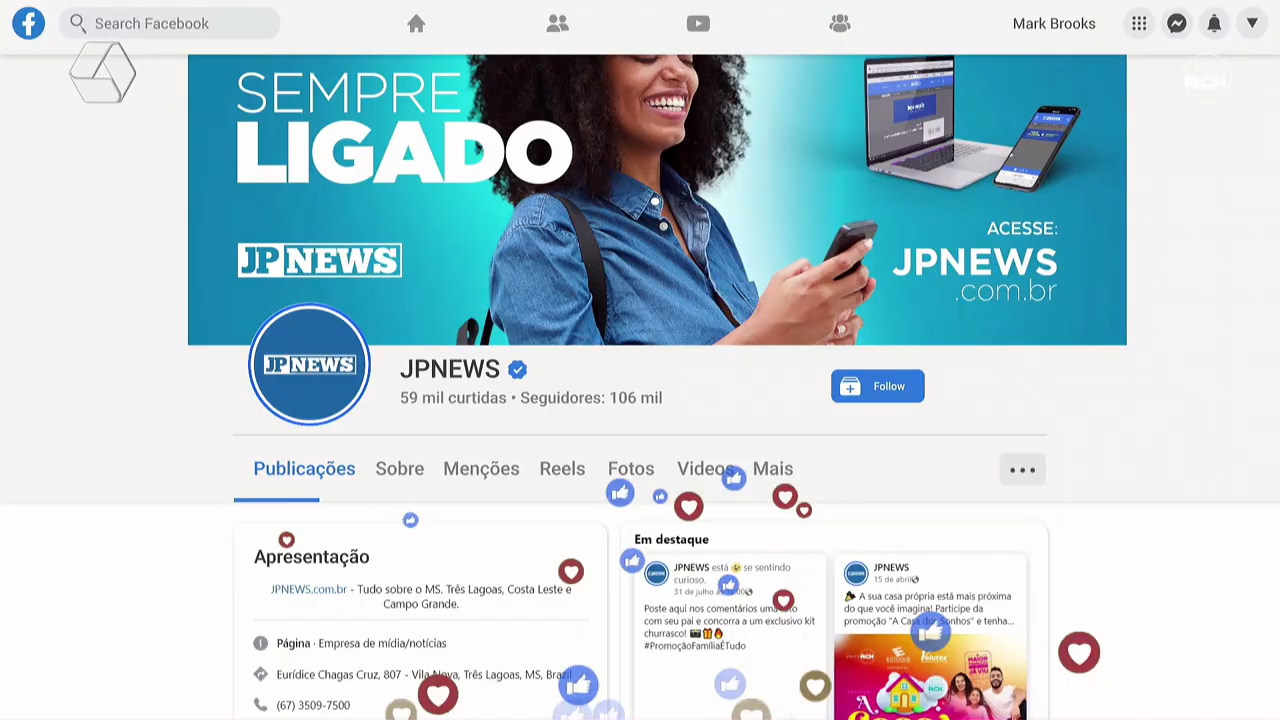 Search Facebook
Mark Brooks
RCN
SEMPRE
LIGADO
JPNEWS
ACESSE:
JPNEWS
.com.br
JPNEWS
JPNEWS
59 mil curtidas • Seguidores: 106 mil
Follow
Publicações Sobre Menções Reels Fotos Videos Mais
Apresentação
JPNEWS.com.br - Tudo sobre o MS. Três Lagoas, Costa Leste e
Campo Grande.
Página · Empresa de mídia/notícias
Eurídice Chagas Cruz, 807 - Vila Nova, Três Lagoas, MS, Brazil
(67) 3509-7500
Em destaque
JPNEWS está 🤔 se sentindo
curioso.
31 de julho
Poste aqui nos comentários uma foto
com seu pai e concorra a um exclusivo kit
churrasco! 📸🎁🔥
#PromoçãoFamíliaÉTudo
JPNEWS
15 de abril
🎉 A sua casa própria está mais próxima
do que você imagina! Participe da
promoção "A Casa dos Sonhos" e tenha...
RCN
A